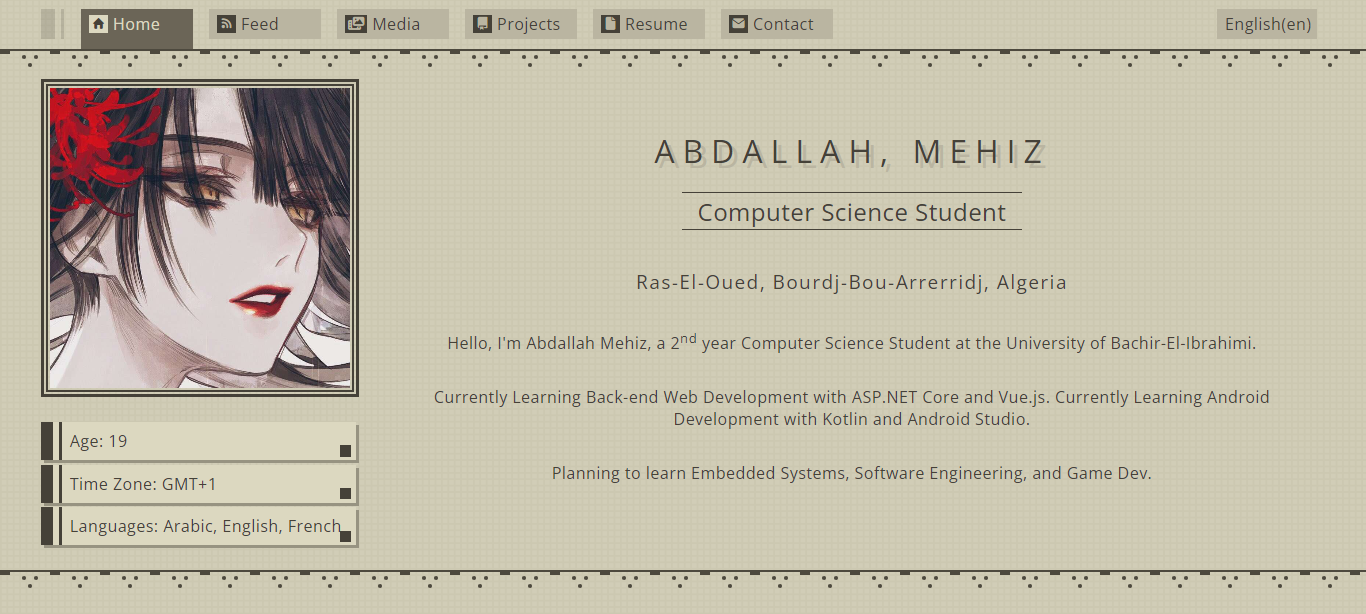 Home Feed Media Projects Resume Contact English(en)
ABDALLAH, MEHIZ
Computer Science Student
Ras-El-Oued, Bourdj-Bou-Arrerridj, Algeria
Hello, I'm Abdallah Mehiz, a 2nd year Computer Science Student at the University of Bachir-El-Ibrahimi.
Currently Learning Back-end Web Development with ASP.NET Core and Vue.js. Currently Learning Android
Development with Kotlin and Android Studio.
Planning to learn Embedded Systems, Software Engineering, and Game Dev.
Age: 19
Time Zone: GMT+1
Languages: Arabic, English, French